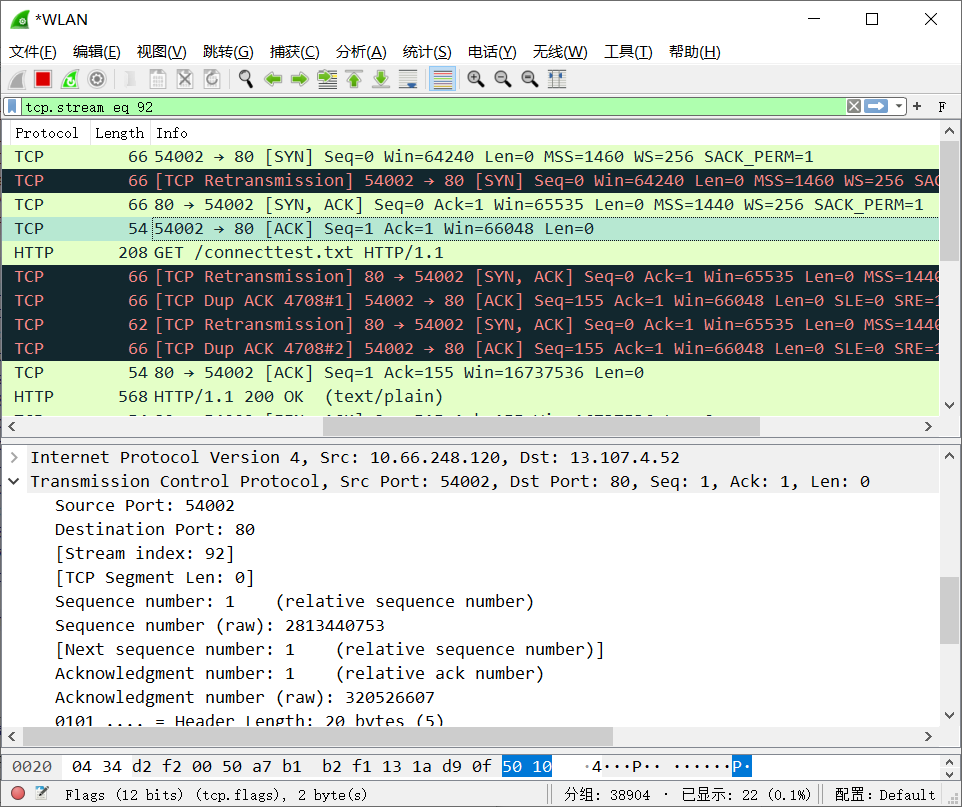 *WLAN
文件(F) 编辑(E) 视图(V) 跳转(G) 捕获(C) 分析(A) 统计(S) 电话(Y) 无线(W) 工具(T) 帮助(H)
tcp.stream eq 92 + F
Protocol Length Info
TCP 66 54002 → 80 [SYN] Seq=0 Win=64240 Len=0 MSS=1460 WS=256 SACK_PERM=1
TCP 66 [TCP Retransmission] 54002 → 80 [SYN] Seq=0 Win=64240 Len=0 MSS=1460 WS=256 SAC
TCP 66 80 → 54002 [SYN, ACK] Seq=0 Ack=1 Win=65535 Len=0 MSS=1440 WS=256 SACK_PERM=1
TCP 54 54002 → 80 [ACK] Seq=1 Ack=1 Win=66048 Len=0
HTTP 208 GET /connecttest.txt HTTP/1.1
TCP 66 [TCP Retransmission] 80 → 54002 [SYN, ACK] Seq=0 Ack=1 Win=65535 Len=0 MSS=1440
TCP 66 [TCP Dup ACK 4708#1] 54002 → 80 [ACK] Seq=155 Ack=1 Win=66048 Len=0 SLE=0 SRE=1
TCP 62 [TCP Retransmission] 80 → 54002 [SYN, ACK] Seq=0 Ack=1 Win=65535 Len=0 MSS=1440
TCP 66 [TCP Dup ACK 4708#2] 54002 → 80 [ACK] Seq=155 Ack=1 Win=66048 Len=0 SLE=0 SRE=1
TCP 54 80 → 54002 [ACK] Seq=1 Ack=155 Win=16737536 Len=0
HTTP 568 HTTP/1.1 200 OK  (text/plain)
Internet Protocol Version 4, Src: 10.66.248.120, Dst: 13.107.4.52
Transmission Control Protocol, Src Port: 54002, Dst Port: 80, Seq: 1, Ack: 1, Len: 0
Source Port: 54002
Destination Port: 80
[Stream index: 92]
[TCP Segment Len: 0]
Sequence number: 1    (relative sequence number)
Sequence number (raw): 2813440753
[Next sequence number: 1    (relative sequence number)]
Acknowledgment number: 1    (relative ack number)
Acknowledgment number (raw): 320526607
0101 .... = Header Length: 20 bytes (5)
0020 04 34 d2 f2 00 50 a7 b1 b2 f1 13 1a d9 0f 50 10 ·4···P·· ······P·
Flags (12 bits) (tcp.flags), 2 byte(s) 分组: 38904 · 已显示: 22 (0.1%) 配置: Default